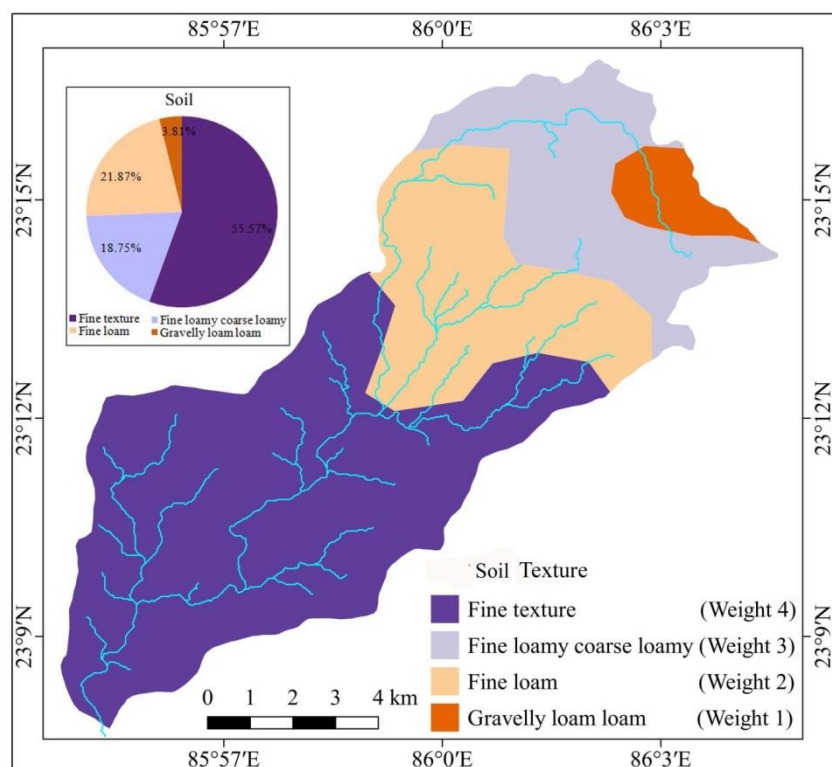 85°57′E 86°0′E 86°3′E
Soil
3.81%
21.87%
55.57%
18.75%
Fine texture Fine loamy coarse loamy
Fine loam Gravelly loam loam
23°15′N 23°15′N
23°12′N 23°12′N
23°9′N 23°9′N
Soil Texture
Fine texture (Weight 4)
Fine loamy coarse loamy (Weight 3)
Fine loam (Weight 2)
Gravelly loam loam (Weight 1)
0 1 2 3 4 km
85°57′E 86°0′E 86°3′E